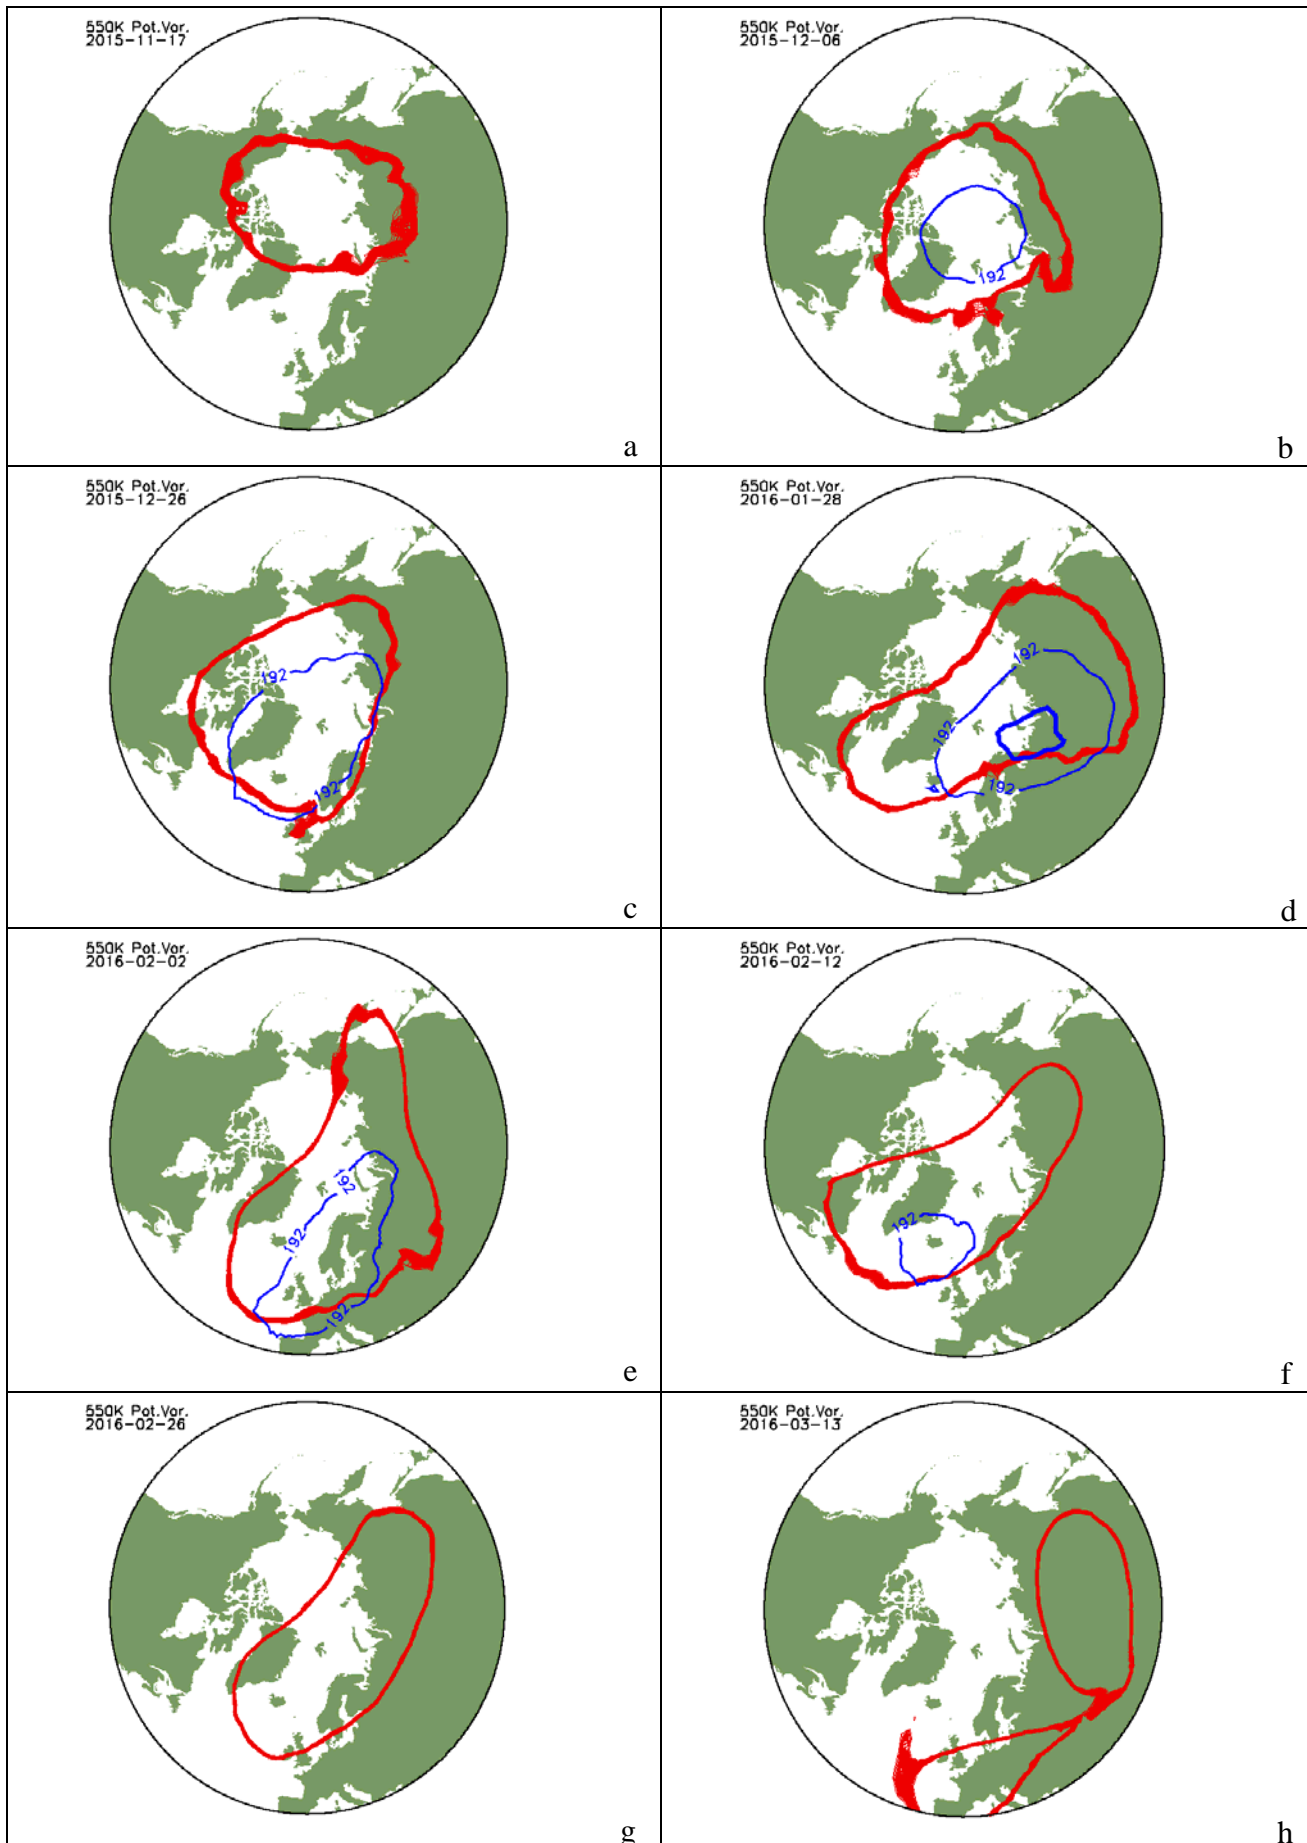 550K Pot.Vor.
2015-11-17
a
550K Pot.Vor.
2015-12-06
192
b
550K Pot.Vor.
2015-12-26
192
192
c
550K Pot.Vor.
2016-01-28
192
192
192
d
550K Pot.Vor.
2016-02-02
192
192
192
e
550K Pot.Vor.
2016-02-12
192
f
550K Pot.Vor.
2016-02-26
g
550K Pot.Vor.
2016-03-13
h